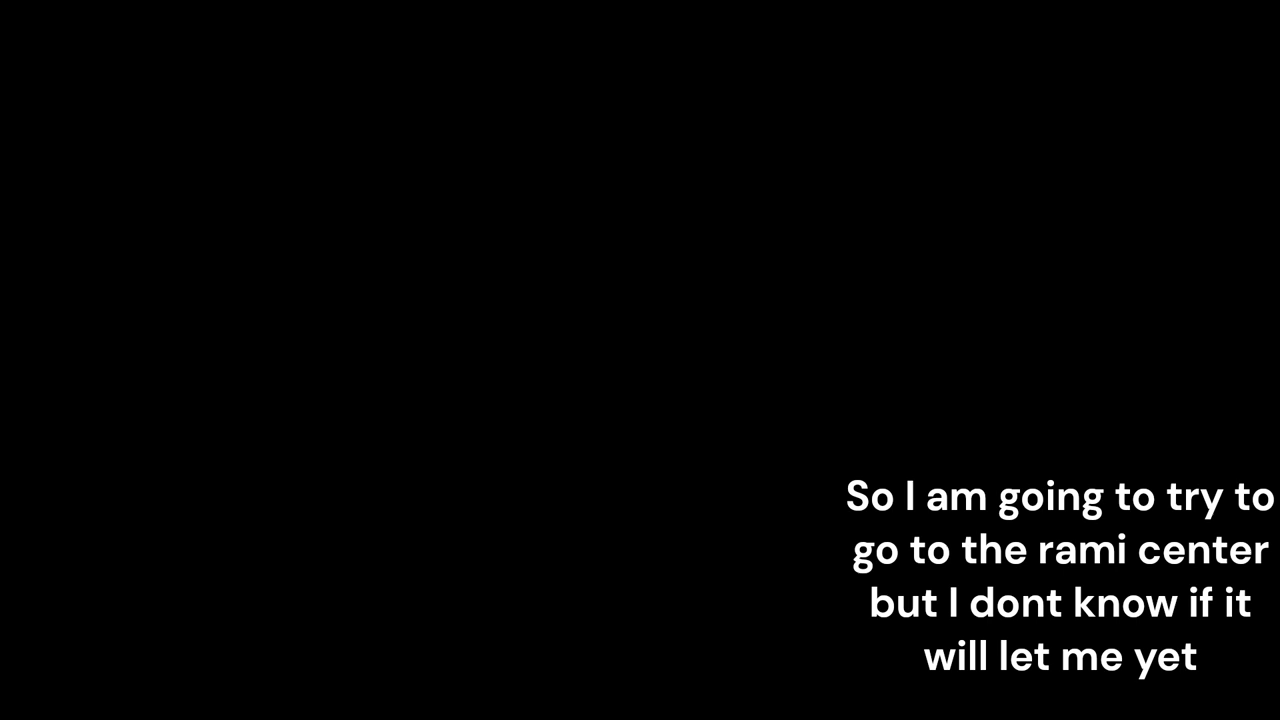 So I am going to try to
go to the rami center
but I dont know if it
will let me yet